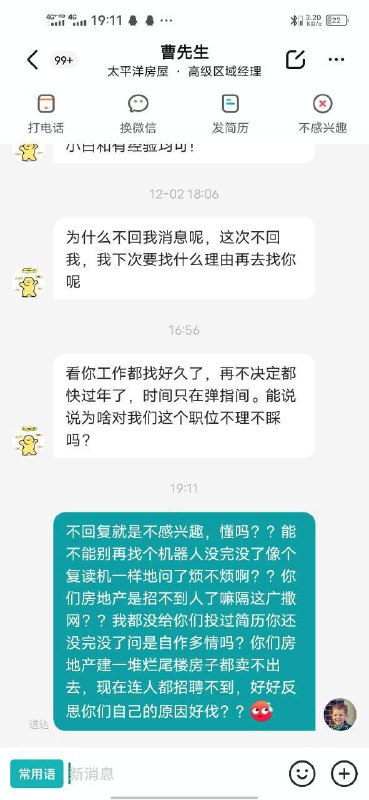 4G+ HD 4G 19:11
3.20 KB/s 22
99+
曹先生
太平洋房屋 · 高级区域经理
打电话 换微信 发简历 不感兴趣
小白和有经验均可！
12-02 18:06
为什么不回我消息呢，这次不回
我，我下次要找什么理由再去找你
呢
16:56
看你工作都找好久了，再不决定都
快过年了，时间只在弹指间。能说
说为啥对我们这个职位不理不睬
吗？
19:11
不回复就是不感兴趣，懂吗？？能
不能别再找个机器人没完没了像个
复读机一样地问了烦不烦啊？？你
们房地产是招不到人了嘛隔这广撒
网？？我都没给你们投过简历你还
没完没了问是自作多情吗？你们房
地产建一堆烂尾楼房子都卖不出
去，现在连人都招聘不到，好好反
思你们自己的原因好伐？？
送达
常用语 新消息